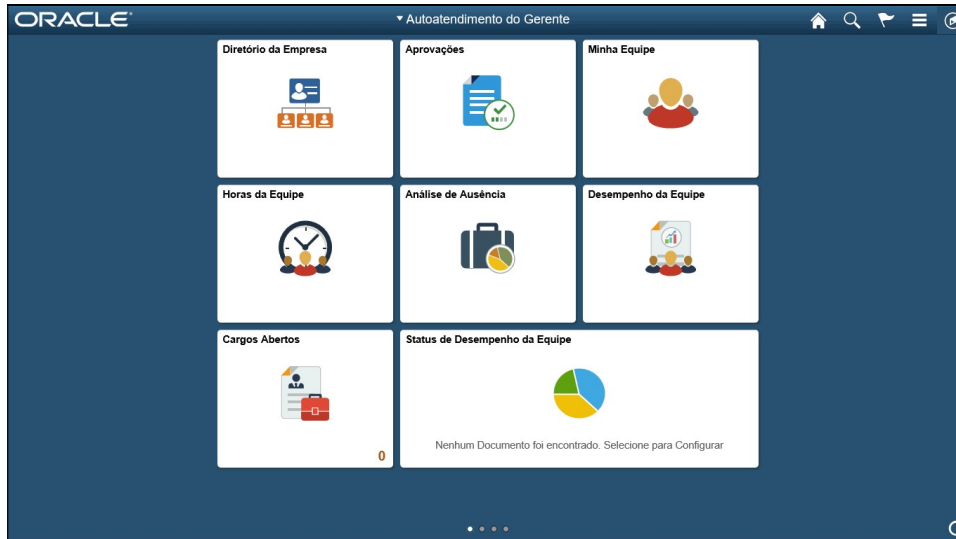 ORACLE
Autoatendimento do Gerente
Diretório da Empresa
Aprovações
Minha Equipe
Horas da Equipe
Análise de Ausência
Desempenho da Equipe
Cargos Abertos
0
Status de Desempenho da Equipe
Nenhum Documento foi encontrado. Selecione para Configurar